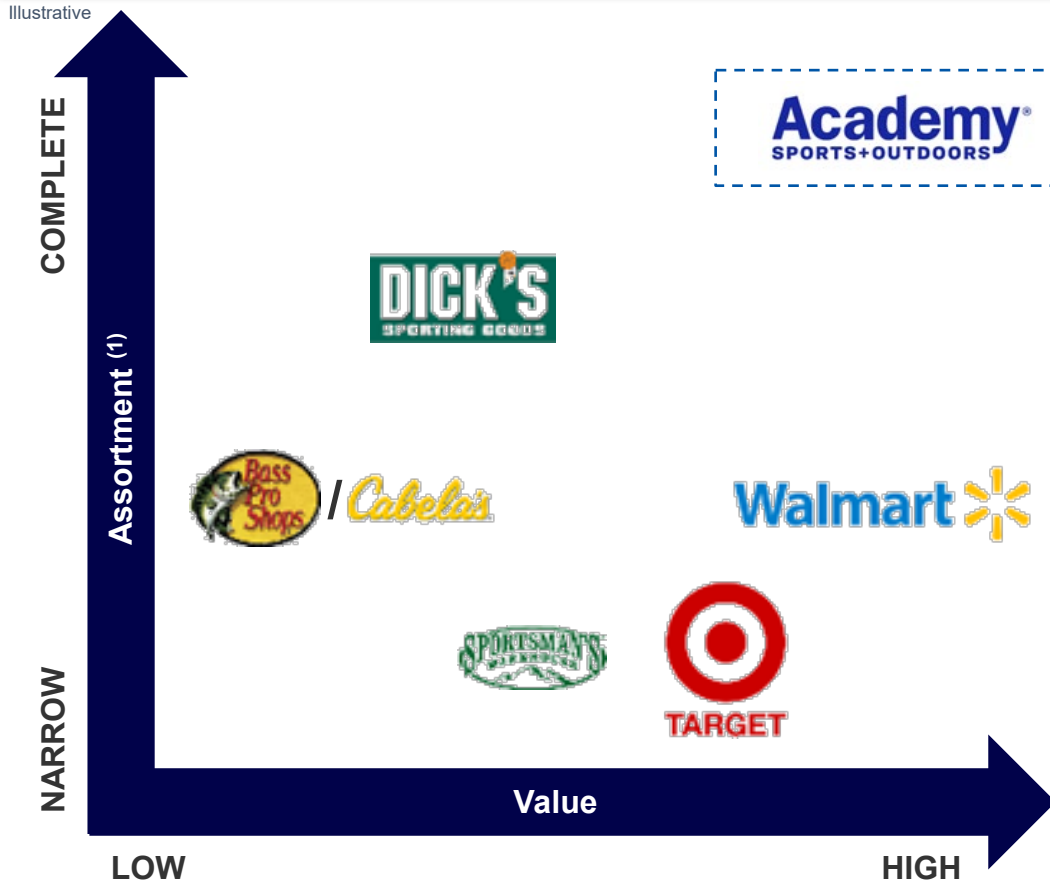 Illustrative
COMPLETE
Academy®
SPORTS+OUTDOORS
DICK'S
SPORTING GOODS
Assortment (1)
Bass
Pro
Shops
/
Cabela's
Walmart
SPORTSMAN'S
WAREHOUSE
TARGET
NARROW
Value
LOW
HIGH